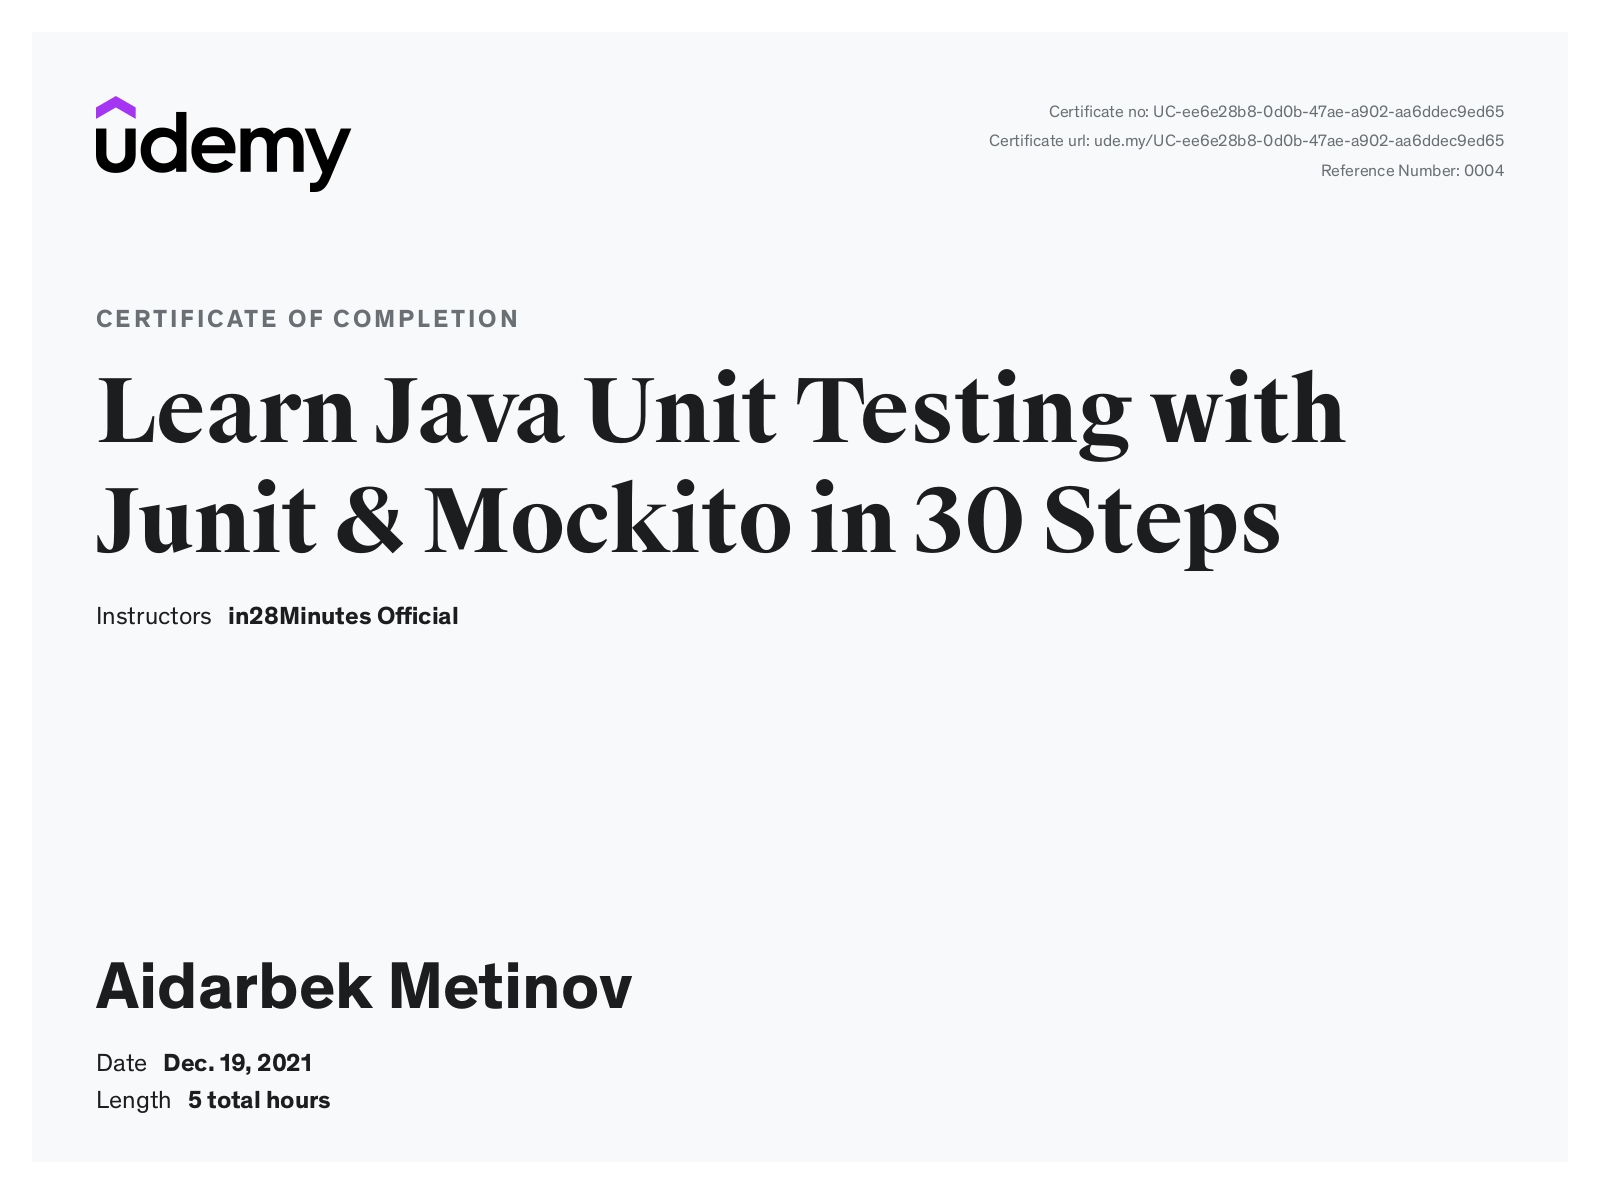 udemy
Certificate no: UC-ee6e28b8-0d0b-47ae-a902-aa6ddec9ed65
Certificate url: ude.my/UC-ee6e28b8-0d0b-47ae-a902-aa6ddec9ed65
Reference Number: 0004
CERTIFICATE OF COMPLETION
Learn Java Unit Testing with
Junit & Mockito in 30 Steps
Instructors in28Minutes Official
Aidarbek Metinov
Date Dec. 19, 2021
Length 5 total hours